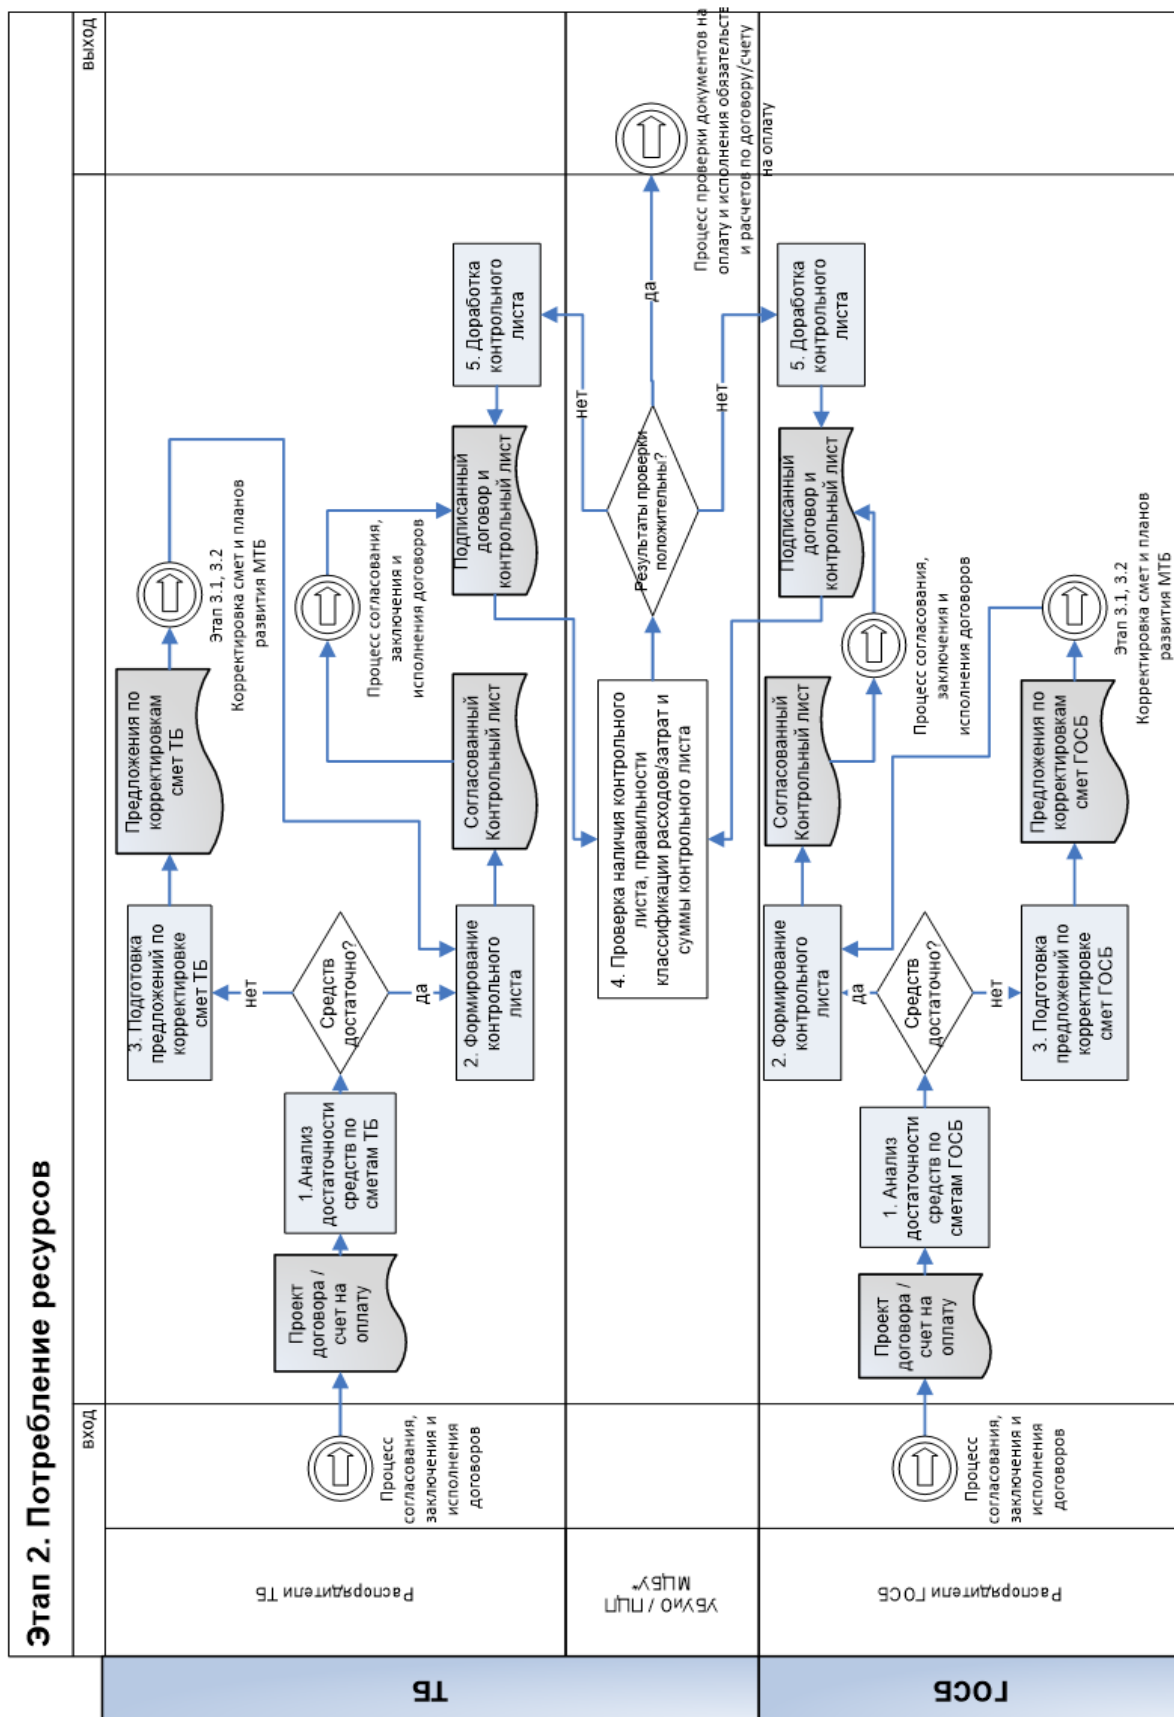 Этап 2. Потребление ресурсов
вход
выход
ТБ
Распорядители ТБ
Процесс
согласования,
заключения и
исполнения
договоров
Проект
договора /
счет на
оплату
1.Анализ
достаточности
средств по
сметам ТБ
Средств
достаточно?
нет
да
3. Подготовка
предложений по
корректировке
смет ТБ
Предложения по
корректировкам
смет ТБ
Этап 3.1, 3.2
Корректировка смет и планов
развития МТБ
2. Формирование
контрольного
листа
Согласованный
Контрольный лист
Процесс согласования,
заключения и
исполнения договоров
Подписанный
договор и
контрольный лист
5. Доработка
контрольного
листа
УБУиО / ПЦП
МЦБУ*
4. Проверка наличия контрольного
листа, правильности
классификации расходов/затрат и
суммы контрольного листа
Результаты проверки
положительны?
нет
да
нет
Процесс проверки документов на
оплату и исполнения обязательств
и расчетов по договору/счету
на оплату
ГОСБ
Распорядители ГОСБ
Процесс
согласования,
заключения и
исполнения
договоров
Проект
договора /
счет на
оплату
1. Анализ
достаточности
средств по
сметам ГОСБ
Средств
достаточно?
да
нет
2. Формирование
контрольного
листа
Согласованный
Контрольный лист
Процесс согласования,
заключения и
исполнения договоров
Подписанный
договор и
контрольный лист
5. Доработка
контрольного
листа
3. Подготовка
предложений по
корректировке
смет ГОСБ
Предложения по
корректировкам
смет ГОСБ
Этап 3.1, 3.2
Корректировка смет и планов
развития МТБ